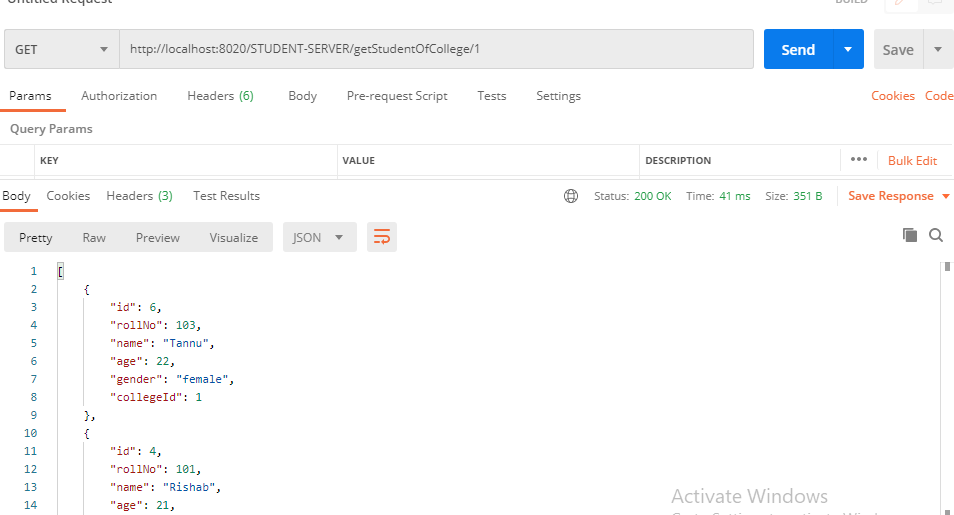 Untitled Request BUILD
GET http://localhost:8020/STUDENT-SERVER/getStudentOfCollege/1 Send Save
Params Authorization Headers (6) Body Pre-request Script Tests Settings Cookies Code
Query Params
KEY VALUE DESCRIPTION ••• Bulk Edit
Body Cookies Headers (3) Test Results Status: 200 OK Time: 41 ms Size: 351 B Save Response
Pretty Raw Preview Visualize JSON
1 [
2 {
3 "id": 6,
4 "rollNo": 103,
5 "name": "Tannu",
6 "age": 22,
7 "gender": "female",
8 "collegeId": 1
9 },
10 {
11 "id": 4,
12 "rollNo": 101,
13 "name": "Rishab",
14 "age": 21,
Activate Windows